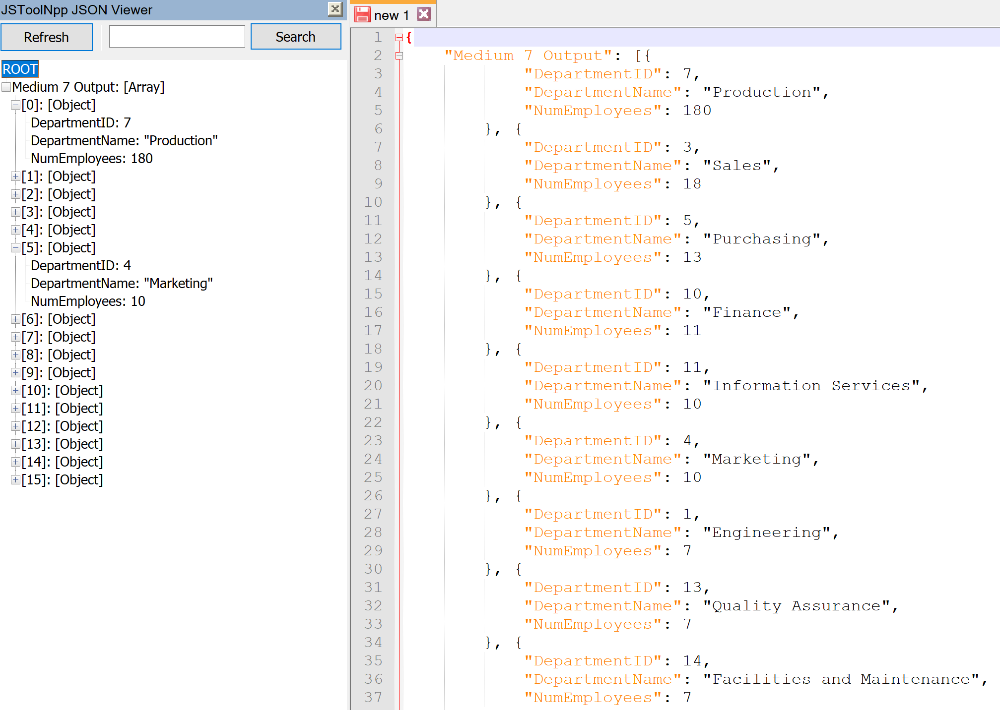 JSToolNpp JSON Viewer
Refresh
Search
ROOT
Medium 7 Output: [Array]
[0]: [Object]
DepartmentID: 7
DepartmentName: "Production"
NumEmployees: 180
[1]: [Object]
[2]: [Object]
[3]: [Object]
[4]: [Object]
[5]: [Object]
DepartmentID: 4
DepartmentName: "Marketing"
NumEmployees: 10
[6]: [Object]
[7]: [Object]
[8]: [Object]
[9]: [Object]
[10]: [Object]
[11]: [Object]
[12]: [Object]
[13]: [Object]
[14]: [Object]
[15]: [Object]
new 1
1 {
2 "Medium 7 Output": [{
3 "DepartmentID": 7,
4 "DepartmentName": "Production",
5 "NumEmployees": 180
6 }, {
7 "DepartmentID": 3,
8 "DepartmentName": "Sales",
9 "NumEmployees": 18
10 }, {
11 "DepartmentID": 5,
12 "DepartmentName": "Purchasing",
13 "NumEmployees": 13
14 }, {
15 "DepartmentID": 10,
16 "DepartmentName": "Finance",
17 "NumEmployees": 11
18 }, {
19 "DepartmentID": 11,
20 "DepartmentName": "Information Services",
21 "NumEmployees": 10
22 }, {
23 "DepartmentID": 4,
24 "DepartmentName": "Marketing",
25 "NumEmployees": 10
26 }, {
27 "DepartmentID": 1,
28 "DepartmentName": "Engineering",
29 "NumEmployees": 7
30 }, {
31 "DepartmentID": 13,
32 "DepartmentName": "Quality Assurance",
33 "NumEmployees": 7
34 }, {
35 "DepartmentID": 14,
36 "DepartmentName": "Facilities and Maintenance",
37 "NumEmployees": 7